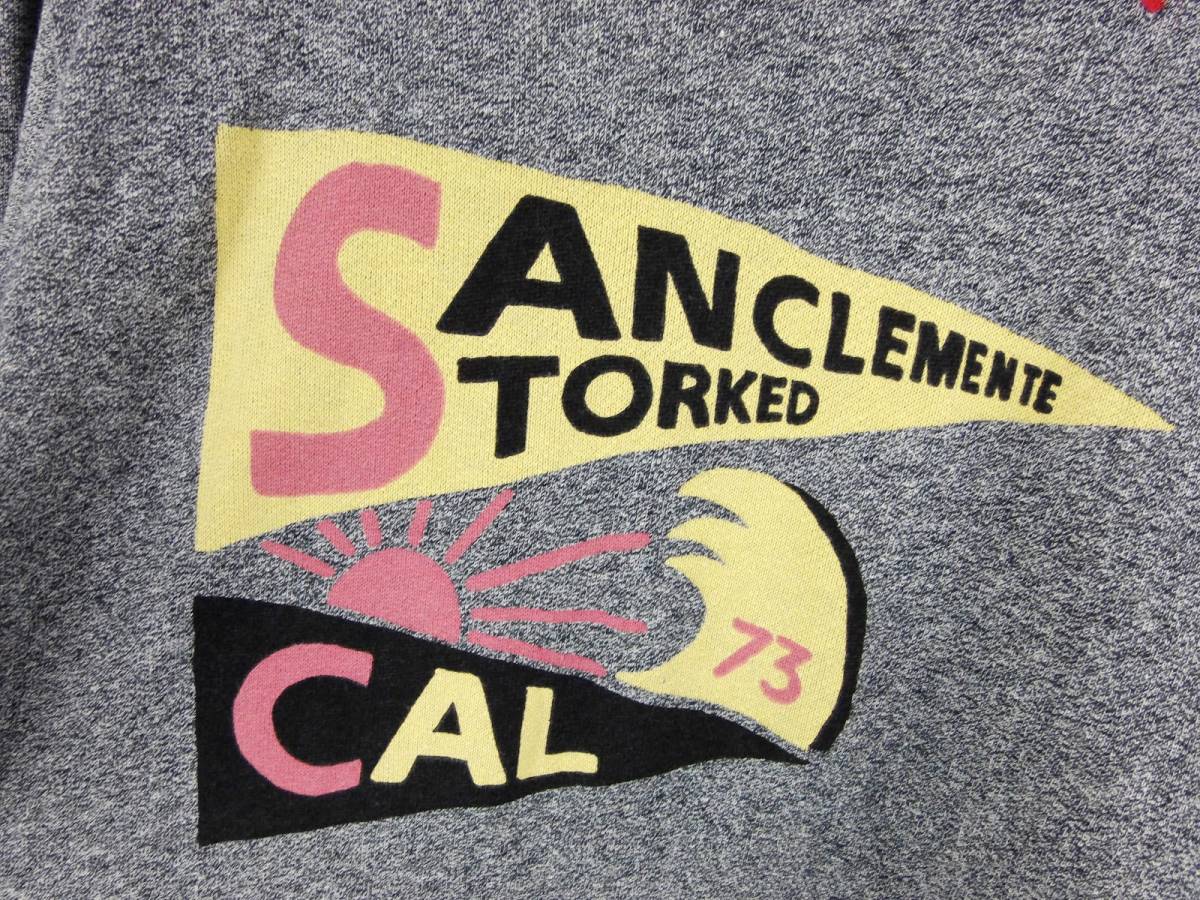 SANCLEMENTE
STORKED
73
CAL